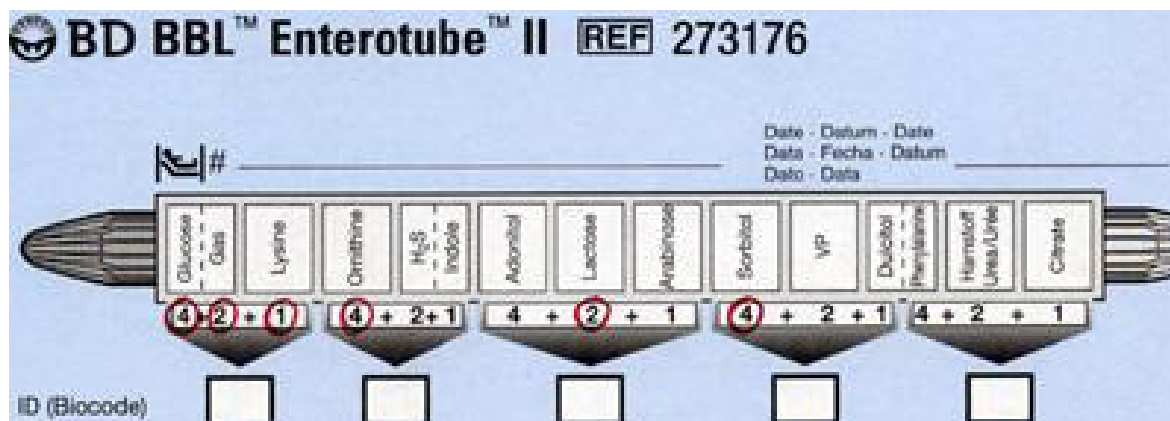 BD BBL™ Enterotube™ II REF 273176
Date - Datum - Date
Data - Fecha - Datum
Dato - Data
#
Glucose Gas Lysine Ornithine H₂S Indole Adonitol Lactose Arabinose Sorbitol VP Dulcitol Harnstoff Urea/Urée Citrate
4 + 2 + 1 4 + 2 + 1 4 + 2 + 1 4 + 2 + 1 4 + 2 + 1
ID (Biocode)